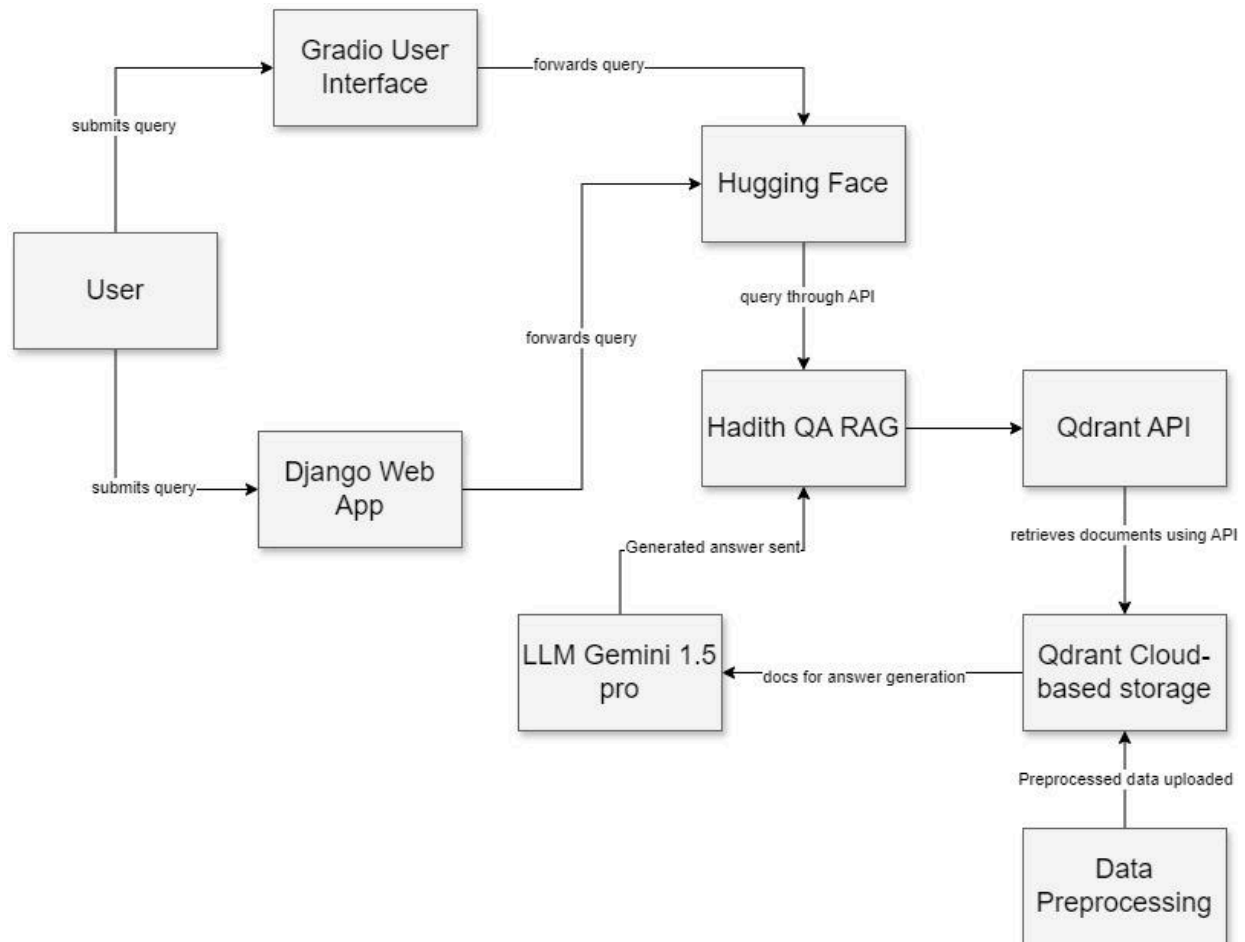 Gradio User
Interface
forwards query
submits query
Hugging Face
User
query through API
forwards query
Hadith QA RAG
Qdrant API
Django Web
App
submits query
retrieves documents using API
Generated answer sent
LLM Gemini 1.5
pro
docs for answer generation
Qdrant Cloud-
based storage
Preprocessed data uploaded
Data
Preprocessing